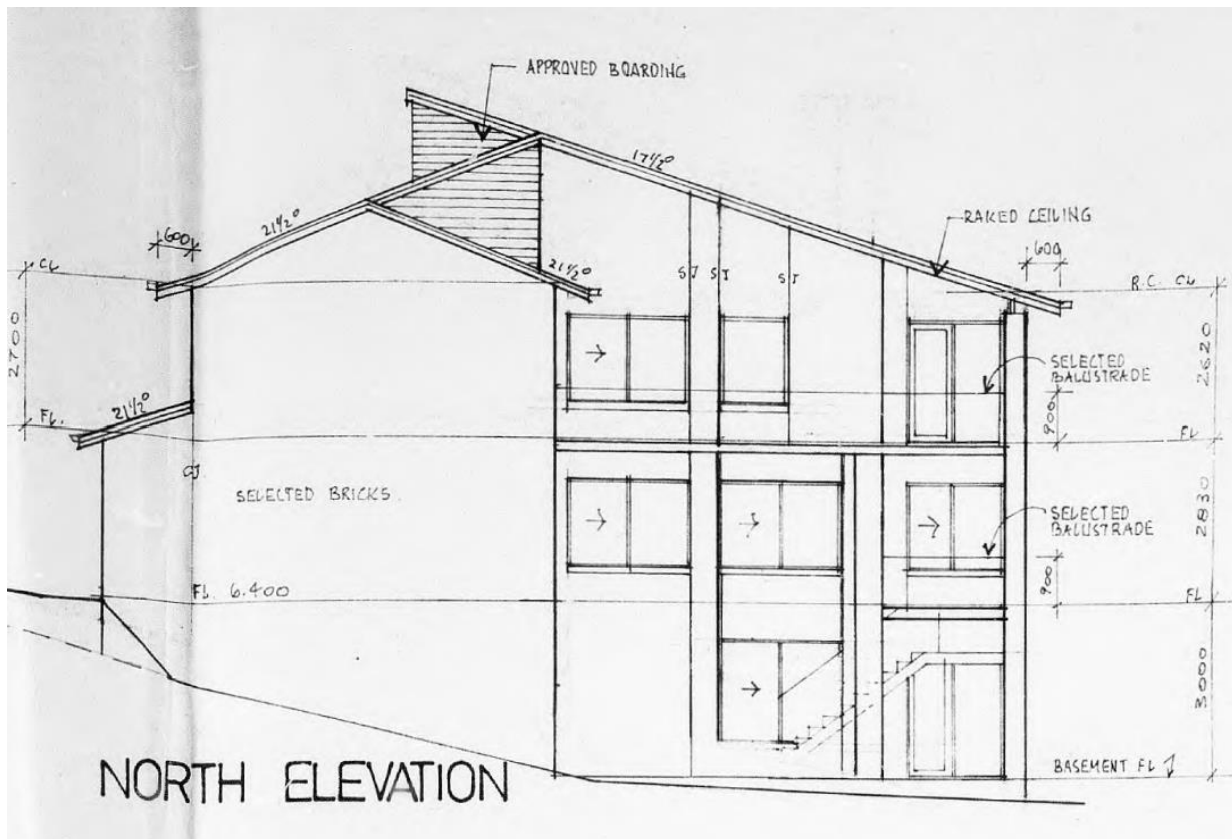 APPROVED BOARDING
17½°
21½°
600
RAKED CEILING
600
CL
21½°
SJ SJ SJ
R.C. CL
2700
2620
SELECTED
BALUSTRADE
900
21½°
FL.
FL
CJ
SELECTED BRICKS.
2830
SELECTED
BALUSTRADE
900
FL 6.400
FL
3000
BASEMENT FL
NORTH ELEVATION